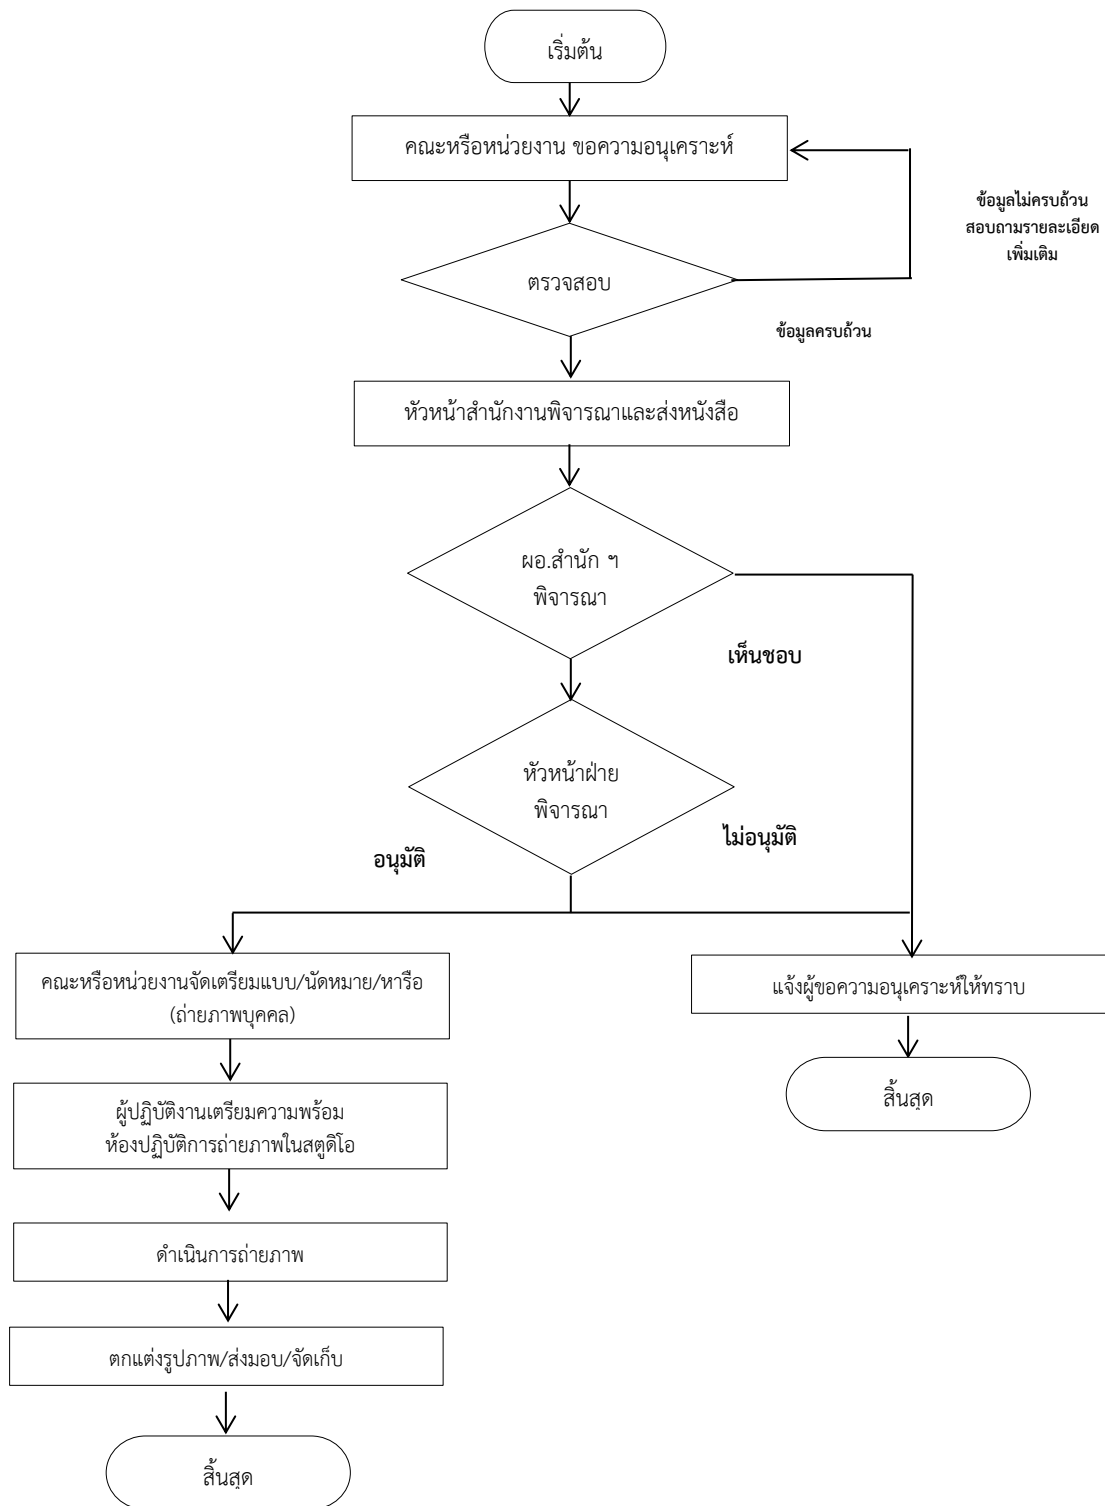 เริ่มต้น
คณะหรือหน่วยงาน ขอความอนุเคราะห์
ข้อมูลไม่ครบถ้วน
สอบถามรายละเอียด
เพิ่มเติม
ตรวจสอบ
ข้อมูลครบถ้วน
หัวหน้าสำนักงานพิจารณาและส่งหนังสือ
ผอ.สำนัก ฯ
พิจารณา
เห็นชอบ
หัวหน้าฝ่าย
พิจารณา
ไม่อนุมัติ
อนุมัติ
คณะหรือหน่วยงานจัดเตรียมแบบ/นัดหมาย/หารือ
(ถ่ายภาพบุคคล)
แจ้งผู้ขอความอนุเคราะห์ให้ทราบ
สิ้นสุด
ผู้ปฏิบัติงานเตรียมความพร้อม
ห้องปฏิบัติการถ่ายภาพในสตูดิโอ
ดำเนินการถ่ายภาพ
ตกแต่งรูปภาพ/ส่งมอบ/จัดเก็บ
สิ้นสุด